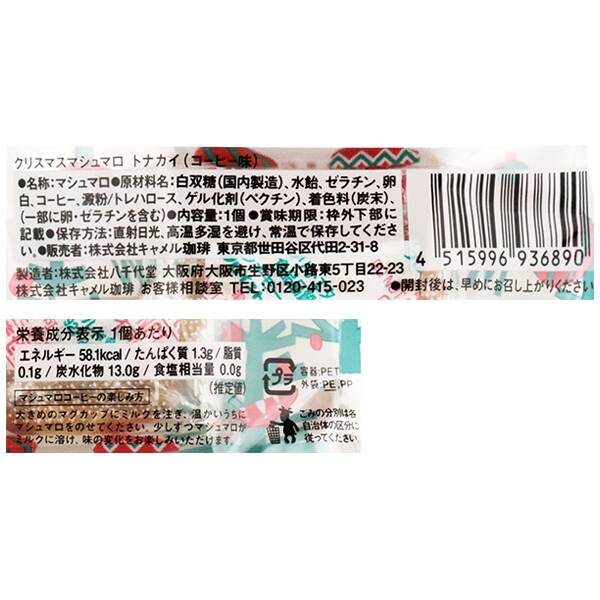 クリスマスマシュマロ トナカイ(コーヒー味)
●名称:マシュマロ●原材料名:白双糖(国内製造)、水飴、ゼラチン、卵
白、コーヒー、澱粉/トレハロース、ゲル化剤(ペクチン)、着色料(炭末)、
(一部に卵・ゼラチンを含む)●内容量:1個●賞味期限:枠外下部に
記載●保存方法:直射日光、高温多湿を避け、常温で保存してくださ
い。●販売者:株式会社キャメル珈琲 東京都世田谷区代田2-31-8
製造者:株式会社八千代堂 大阪府大阪市生野区小路東5丁目22-23
株式会社キャメル珈琲 お客様相談室 TEL:0120-415-023
4 515996 936890
●開封後は、早めにお召し上がりください
栄養成分表示 1個あたり
エネルギー 58.1kcal/たんぱく質 1.3g/脂質
0.1g/炭水化物 13.0g/食塩相当量 0.0g
(推定値)
マシュマロコーヒーの楽しみ方
大きめのマグカップにミルクを注ぎ、温かいうちに
マシュマロをのせてください。少しずつマシュマロが
ミルクに溶け、味の変化をお楽しみいただけます。
プラ
容器:PET
外袋:PE,PP
ごみの分別は各
自治体の区分に
従ってください。